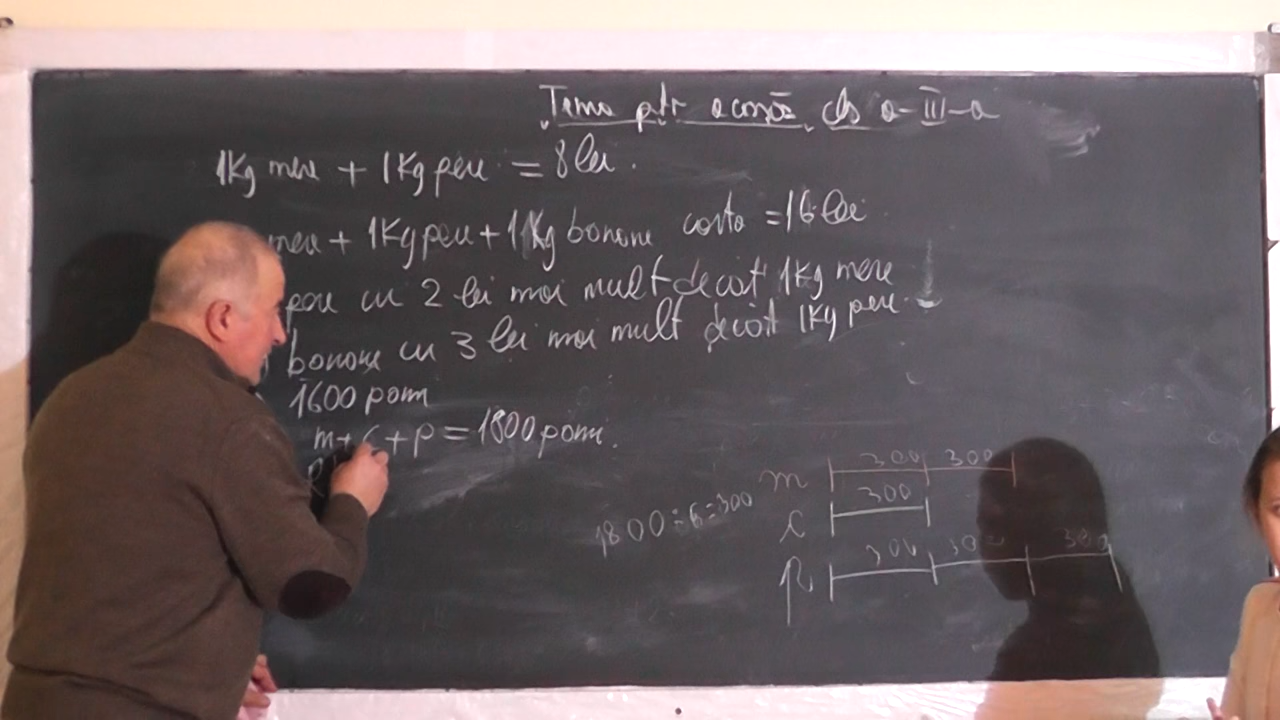 Tema ptr acasă cls a-III-a
1Kg mere + 1Kg pere = 8 lei.
mere + 1Kg pere + 1Kg banane costa = 16 lei
pere cu 2 lei mai mult decat 1Kg mere
banane cu 3 lei mai mult decât 1Kg pere
1600 pomi
m+c+p = 1800 pomi.
m 300 300
1800÷6=300
c 300
p 300 300 300